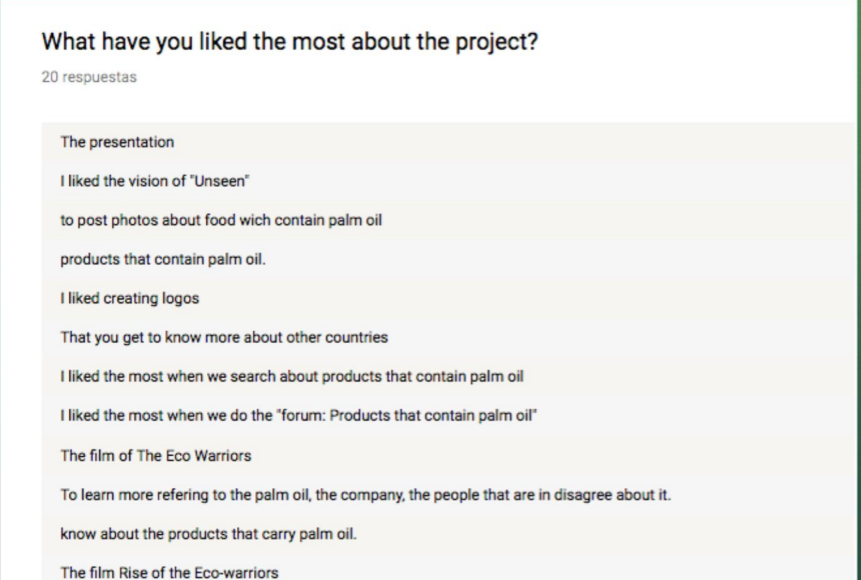 What have you liked the most about the project?
20 respuestas
The presentation
I liked the vision of "Unseen"
to post photos about food wich contain palm oil
products that contain palm oil.
I liked creating logos
That you get to know more about other countries
I liked the most when we search about products that contain palm oil
I liked the most when we do the "forum: Products that contain palm oil"
The film of The Eco Warriors
To learn more refering to the palm oil, the company, the people that are in disagree about it.
know about the products that carry palm oil.
The film Rise of the Eco-warriors